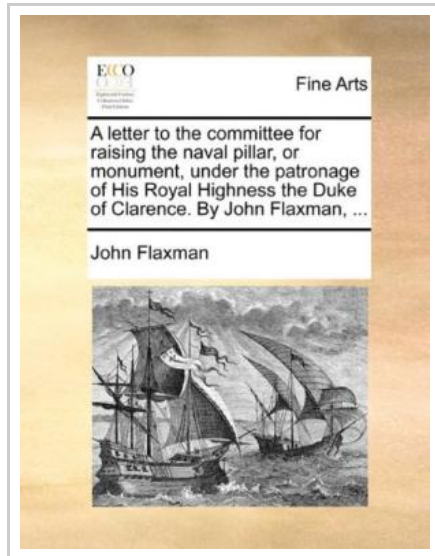 ECCO
Fine Arts
A letter to the committee for
raising the naval pillar, or
monument, under the patronage
of His Royal Highness the Duke
of Clarence. By John Flaxman, ...
John Flaxman